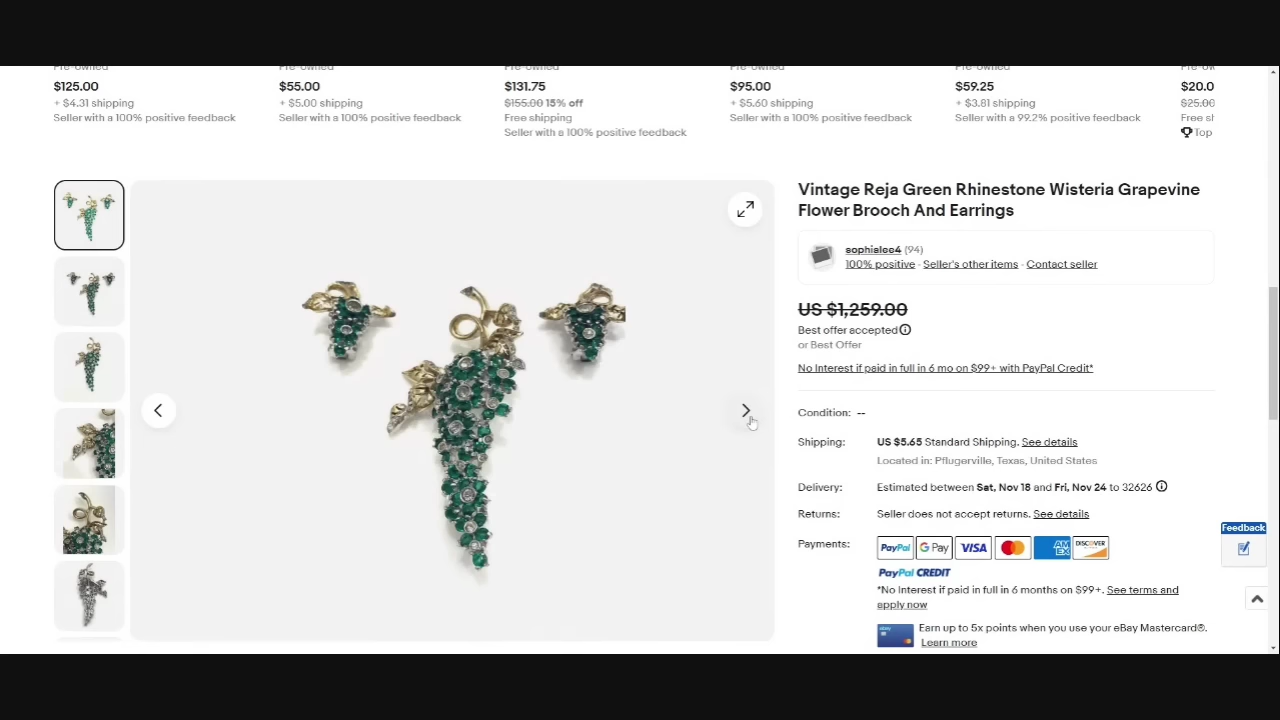 $125.00
+ $4.31 shipping
Seller with a 100% positive feedback
Pre-owned
$55.00
+ $5.00 shipping
Seller with a 100% positive feedback
Pre-owned
$131.75
$155.00 15% off
Free shipping
Seller with a 100% positive feedback
Pre-owned
$95.00
+ $5.60 shipping
Seller with a 100% positive feedback
Pre-owned
$59.25
+ $3.81 shipping
Seller with a 99.2% positive feedback
$20.0
$25.00
Free sh
Top
Vintage Reja Green Rhinestone Wisteria Grapevine
Flower Brooch And Earrings
sophialee4 (94)
100% positive · Seller's other items · Contact seller
US $1,259.00
Best offer accepted
or Best Offer
No Interest if paid in full in 6 mo on $99+ with PayPal Credit*
Condition: --
Shipping: US $5.65 Standard Shipping. See details
Located in: Pflugerville, Texas, United States
Delivery: Estimated between Sat, Nov 18 and Fri, Nov 24 to 32626
Returns: Seller does not accept returns. See details
Payments: PayPal G Pay VISA AM EX DISCOVER
PayPal CREDIT
*No Interest if paid in full in 6 months on $99+. See terms and
apply now
Earn up to 5x points when you use your eBay Mastercard®.
Learn more
Feedback